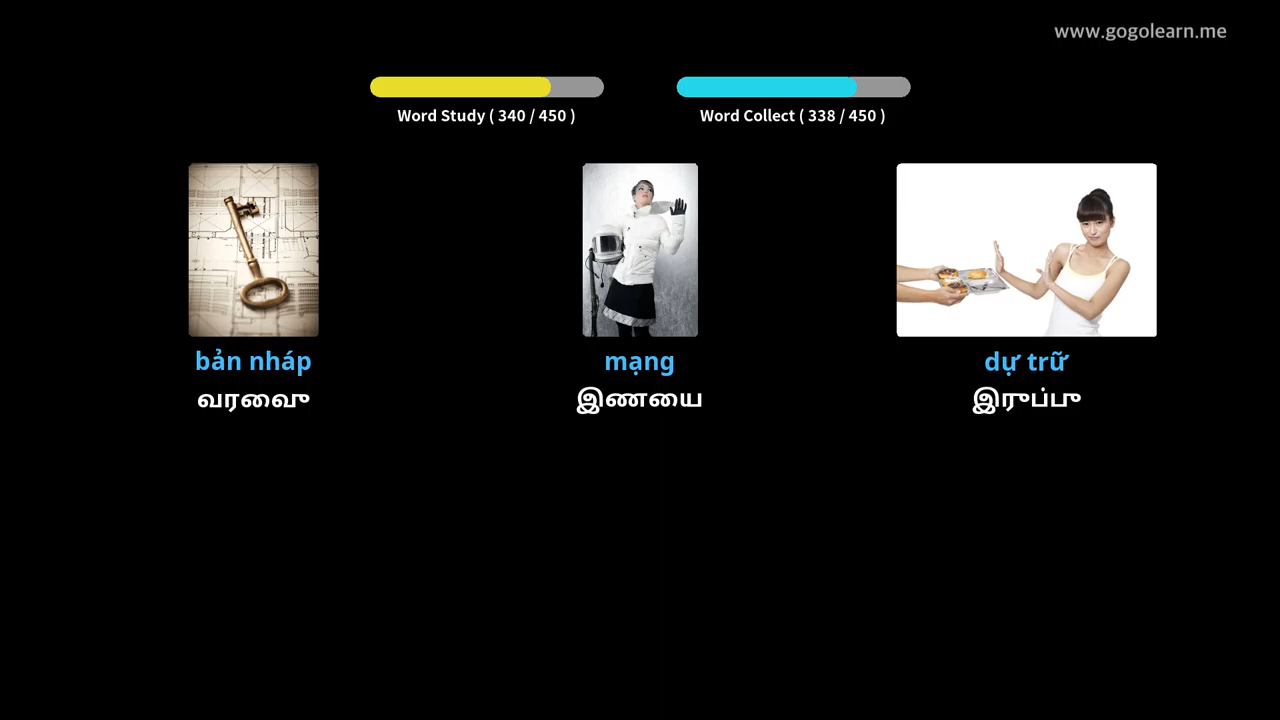 www.gogolearn.me
Word Study ( 340 / 450 )
Word Collect ( 338 / 450 )
bản nháp
வரைவு
mạng
இணைய
dự trữ
இருப்பு